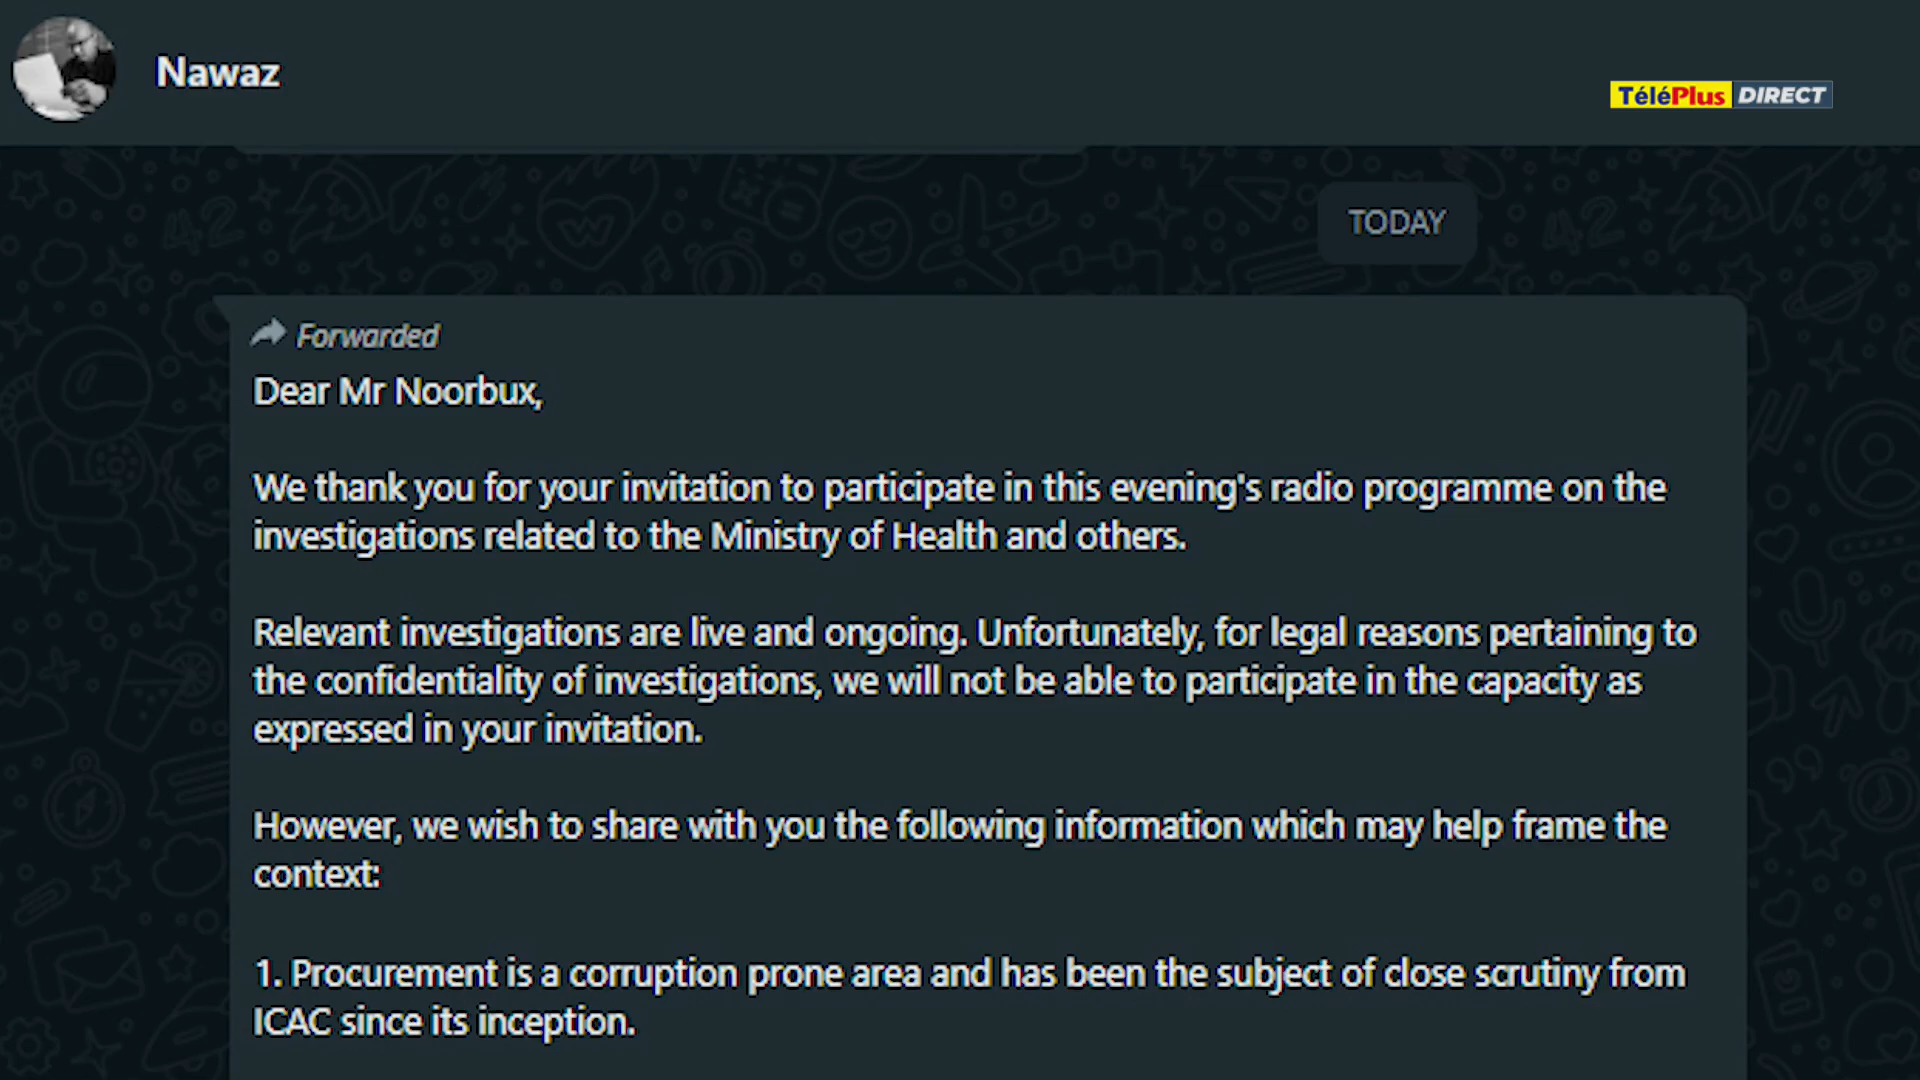 Nawaz
TéléPlus DIRECT
TODAY
Forwarded
Dear Mr Noorbux,
We thank you for your invitation to participate in this evening's radio programme on the
investigations related to the Ministry of Health and others.
Relevant investigations are live and ongoing. Unfortunately, for legal reasons pertaining to
the confidentiality of investigations, we will not be able to participate in the capacity as
expressed in your invitation.
However, we wish to share with you the following information which may help frame the
context:
1. Procurement is a corruption prone area and has been the subject of close scrutiny from
ICAC since its inception.